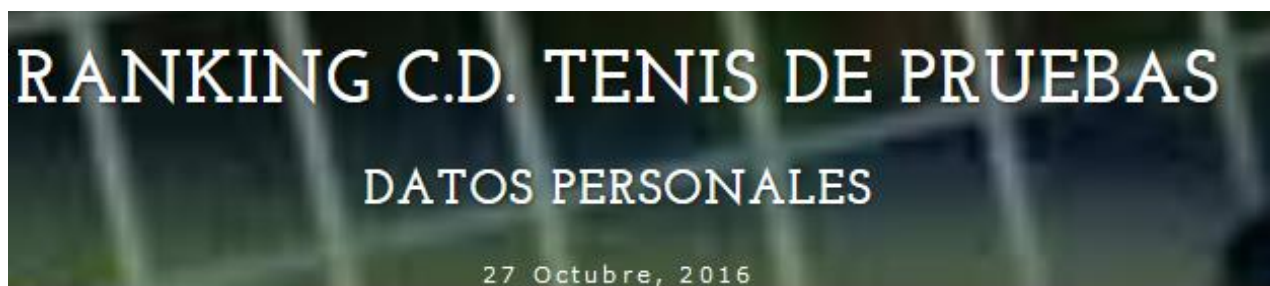 RANKING C.D. TENIS DE PRUEBAS
DATOS PERSONALES
27 Octubre, 2016